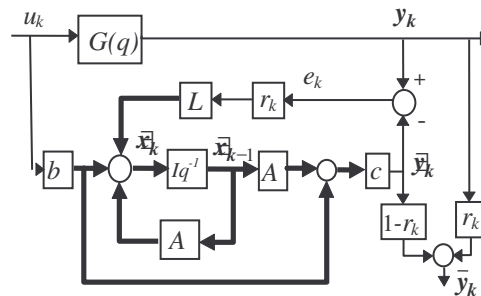 u_k
y_k
G(q)
+
e_k
L
r_k
-
x̄_k
x̄_{k-1}
ȳ_k
b
Iq^{-1}
A
c
A
1-r_k
r_k
ȳ_k